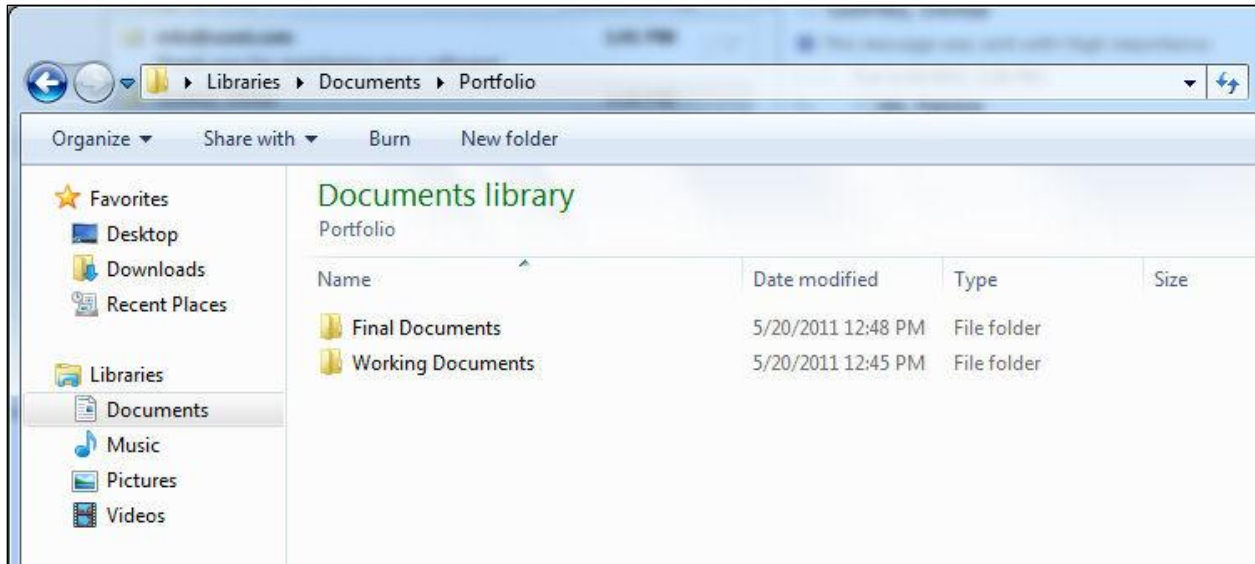 Libraries Documents Portfolio
Organize Share with Burn New folder
Favorites
Desktop
Downloads
Recent Places
Libraries
Documents
Music
Pictures
Videos
Documents library
Portfolio
Name Date modified Type Size
Final Documents 5/20/2011 12:48 PM File folder
Working Documents 5/20/2011 12:45 PM File folder